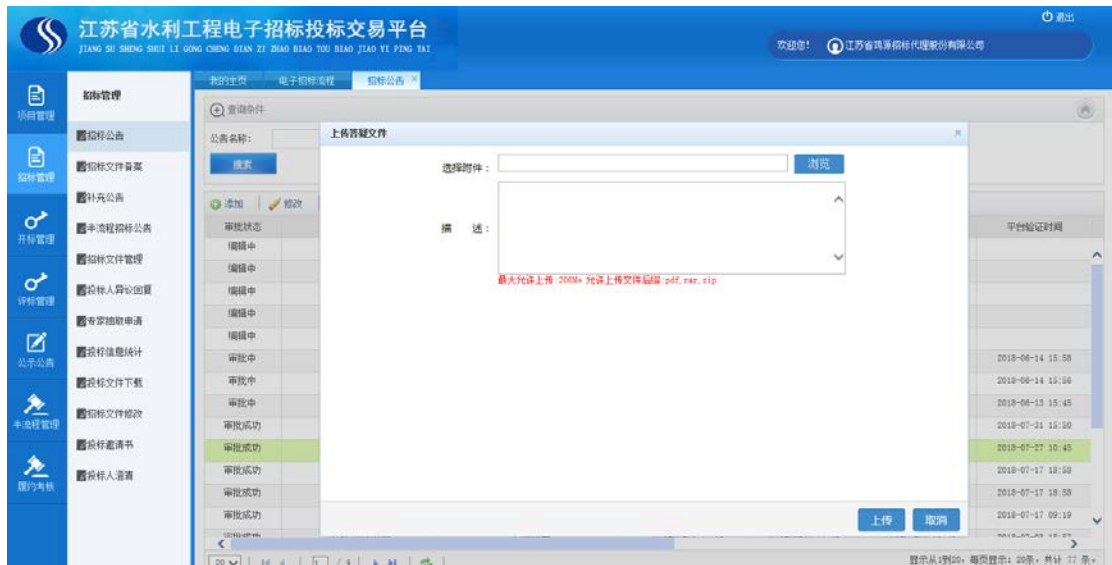 江苏省水利工程电子招标投标交易平台
JIANG SU SHENG SHUI LI GONG CHENG DIAN ZI ZHAO BIAO TOU BIAO JIAO YI PING TAI
退出
欢迎您！
江苏省鸿源招标代理股份有限公司
项目管理
招标管理
开标管理
评标管理
公示公告
半流程管理
履约考核
招标管理
招标公告
招标文件备案
补充公告
半流程招标公告
招标文件管理
投标人异议回复
专家抽取申请
投标信息统计
投标文件下载
招标文件修改
投标邀请书
投标人澄清
我的主页 电子招标流程 招标公告 ×
查询条件
公告名称：
搜索
添加 修改
审批状态 平台验证时间
编辑中
编辑中
编辑中
编辑中
编辑中
审批中 2018-06-14 15:58
审批中 2018-06-14 15:56
审批中 2018-06-13 15:45
审批成功 2018-07-31 15:50
审批成功 2018-07-27 10:45
审批成功 2018-07-17 18:58
审批成功 2018-07-17 18:58
审批成功 2018-07-17 09:19
上传答疑文件 ×
选择附件： 浏览
描 述：
最大允许上传:200M。允许上传文件后缀:pdf,rar,zip
上传 取消
20 1 / 4
显示从1到20，每页显示：20条，共计 77 条。